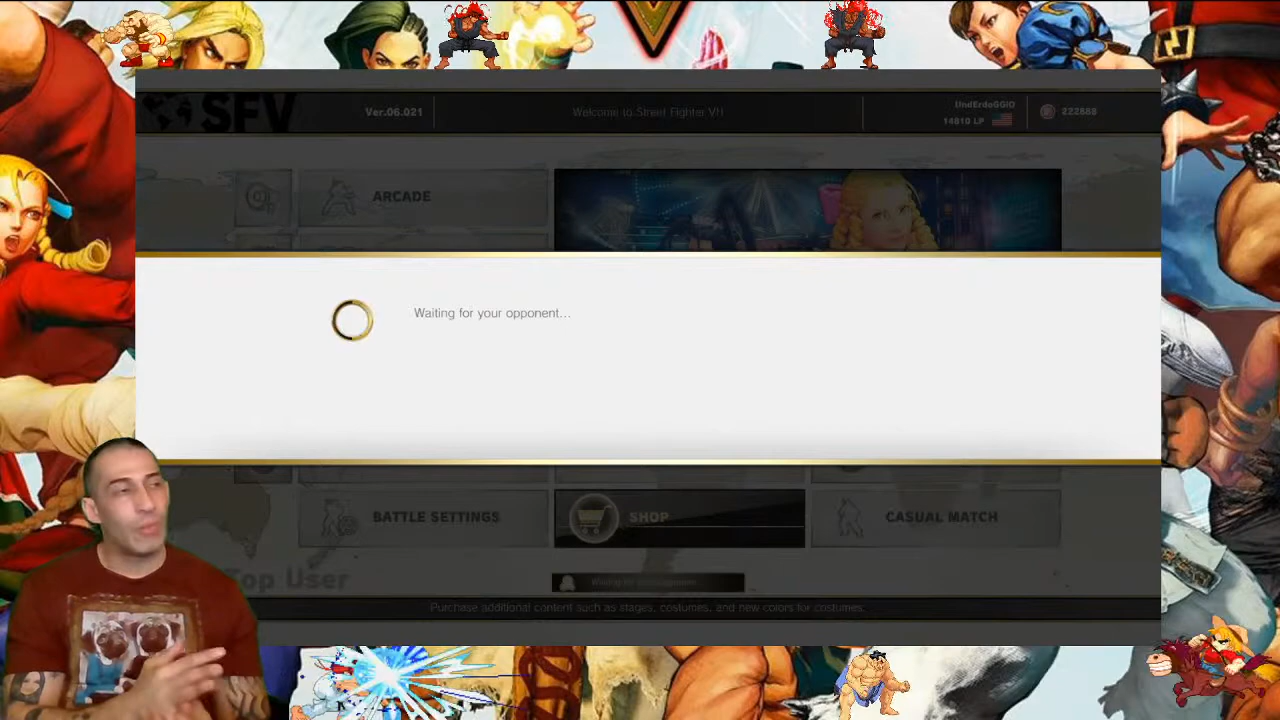 SFV
Ver.06.021
Welcome to Street Fighter V!!
UndErdoGGIO
14810 LP
222888
ARCADE
Waiting for your opponent...
BATTLE SETTINGS
SHOP
CASUAL MATCH
Top User
Purchase additional content such as stages, costumes, and new colors for costumes.